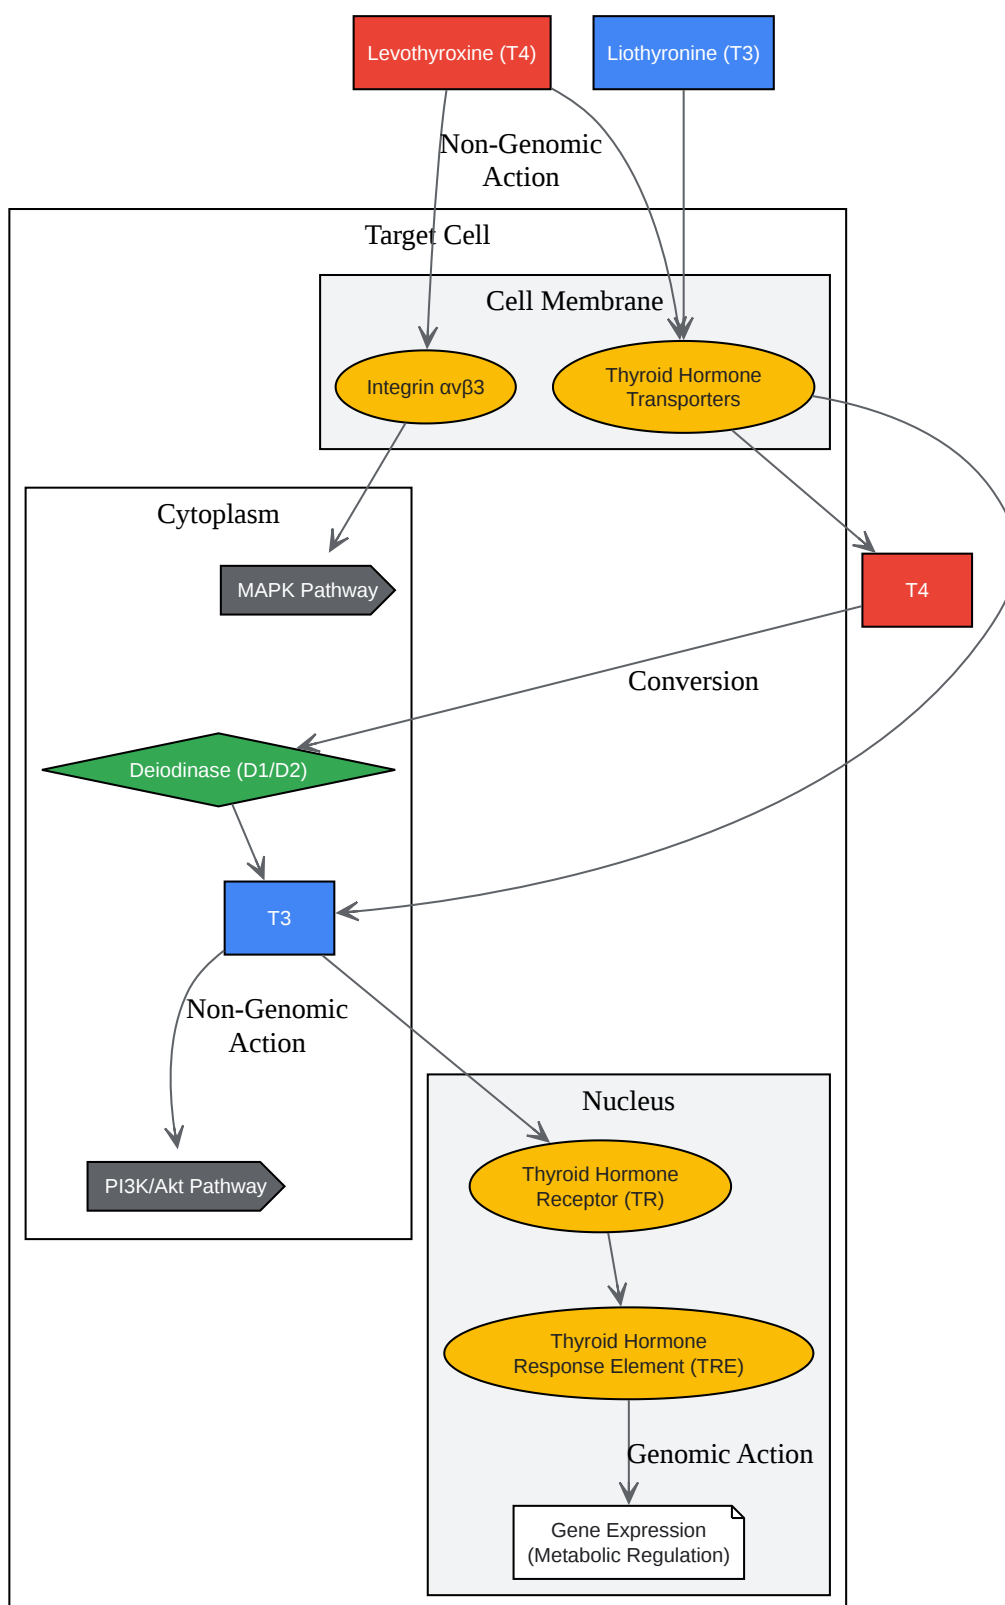 Levothyroxine (T4)
Liothyronine (T3)
Non-Genomic
Action
Target Cell
Cell Membrane
Integrin αvβ3
Thyroid Hormone
Transporters
Cytoplasm
MAPK Pathway
T4
Conversion
Deiodinase (D1/D2)
T3
Non-Genomic
Action
Nucleus
Thyroid Hormone
Receptor (TR)
PI3K/Akt Pathway
Thyroid Hormone
Response Element (TRE)
Genomic Action
Gene Expression
(Metabolic Regulation)